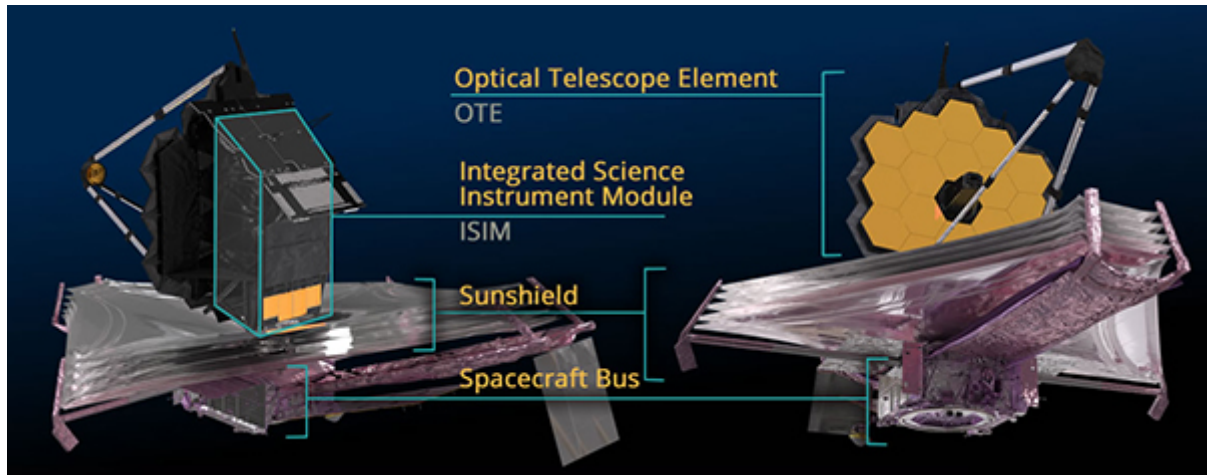 Optical Telescope Element
OTE
Integrated Science
Instrument Module
ISIM
Sunshield
Spacecraft Bus